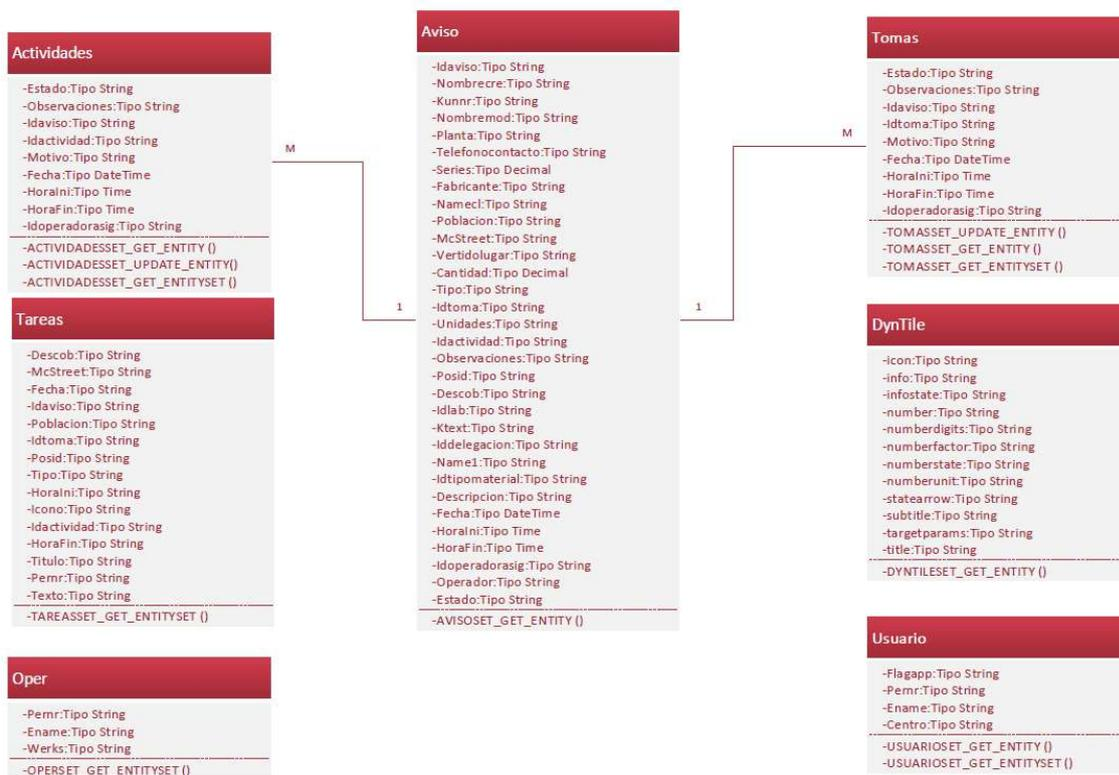 Actividades
-Estado:Tipo String
-Observaciones:Tipo String
-Idaviso:Tipo String
-Idactividad:Tipo String
-Motivo:Tipo String
-Fecha:Tipo DateTime
-HoraIni:Tipo Time
-HoraFin:Tipo Time
-Idoperadorasig:Tipo String
-ACTIVIDADESSET_GET_ENTITY ()
-ACTIVIDADESSET_UPDATE_ENTITY()
-ACTIVIDADESSET_GET_ENTITYSET ()
Tareas
-Descob:Tipo String
-McStreet:Tipo String
-Fecha:Tipo String
-Idaviso:Tipo String
-Poblacion:Tipo String
-Idtoma:Tipo String
-Posid:Tipo String
-Tipo:Tipo String
-HoraIni:Tipo String
-Icono:Tipo String
-Idactividad:Tipo String
-HoraFin:Tipo String
-Titulo:Tipo String
-Pernr:Tipo String
-Texto:Tipo String
-TAREASSET_GET_ENTITYSET ()
Oper
-Pernr:Tipo String
-Ename:Tipo String
-Werks:Tipo String
-OPERSET_GET_ENTITYSET ()
M
1
Aviso
-Idaviso:Tipo String
-Nombrecre:Tipo String
-Kunnr:Tipo String
-Nombremod:Tipo String
-Planta:Tipo String
-Telefonocontacto:Tipo String
-Series:Tipo Decimal
-Fabricante:Tipo String
-Namecl:Tipo String
-Poblacion:Tipo String
-McStreet:Tipo String
-Vertidolugar:Tipo String
-Cantidad:Tipo Decimal
-Tipo:Tipo String
-Idtoma:Tipo String
-Unidades:Tipo String
-Idactividad:Tipo String
-Observaciones:Tipo String
-Posid:Tipo String
-Descob:Tipo String
-Idlab:Tipo String
-Ktext:Tipo String
-Iddelegacion:Tipo String
-Name1:Tipo String
-Idtipomaterial:Tipo String
-Descripcion:Tipo String
-Fecha:Tipo DateTime
-HoraIni:Tipo Time
-HoraFin:Tipo Time
-Idoperadorasig:Tipo String
-Operador:Tipo String
-Estado:Tipo String
-AVISOSET_GET_ENTITY ()
M
1
Tomas
-Estado:Tipo String
-Observaciones:Tipo String
-Idaviso:Tipo String
-Idtoma:Tipo String
-Motivo:Tipo String
-Fecha:Tipo DateTime
-HoraIni:Tipo Time
-HoraFin:Tipo Time
-Idoperadorasig:Tipo String
-TOMASSET_UPDATE_ENTITY ()
-TOMASSET_GET_ENTITY ()
-TOMASSET_GET_ENTITYSET ()
DynTile
-icon:Tipo String
-info:Tipo String
-infostate:Tipo String
-number:Tipo String
-numberdigits:Tipo String
-numberfactor:Tipo String
-numberstate:Tipo String
-numberunit:Tipo String
-statearrow:Tipo String
-subtitle:Tipo String
-targetparams:Tipo String
-title:Tipo String
-DYNTILESET_GET_ENTITY ()
Usuario
-Flagapp:Tipo String
-Pernr:Tipo String
-Ename:Tipo String
-Centro:Tipo String
-USUARIOSET_GET_ENTITY ()
-USUARIOSET_GET_ENTITYSET ()